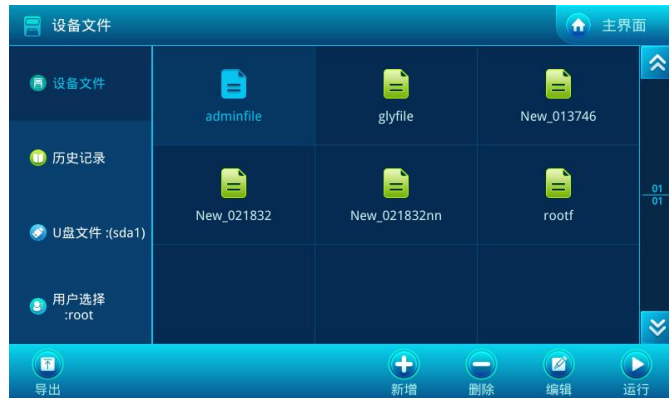 设备文件
主界面
设备文件
历史记录
U盘文件 :(sda1)
用户选择
:root
adminfile
glyfile
New_013746
New_021832
New_021832nn
rootf
01
01
导出
新增
删除
编辑
运行